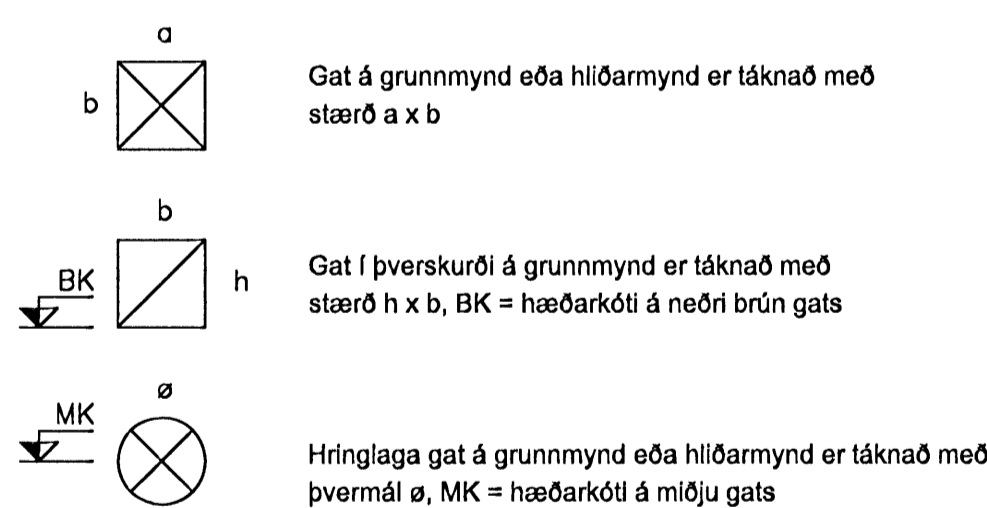 a
b
Gat á grunnmynd eða hliðarmynd er táknað með
stærð a x b
b
BK
h
Gat í þverskurði á grunnmynd er táknað með
stærð h x b, BK = hæðarkóti á neðri brún gats
ø
MK
Hringlaga gat á grunnmynd eða hliðarmynd er táknað með
þvermál ø, MK = hæðarkóti á miðju gats